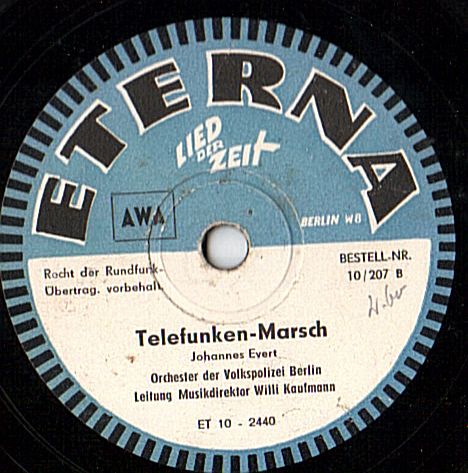 ETERNA
LIED
DER
ZEIT
AWA
BERLIN W8
BESTELL-NR.
10/207 B
Recht der Rundfunk-
Übertrag. vorbehalt.
Telefunken-Marsch
Johannes Evert
Orchester der Volkspolizei Berlin
Leitung Musikdirektor Willi Kaufmann
ET 10 - 2440